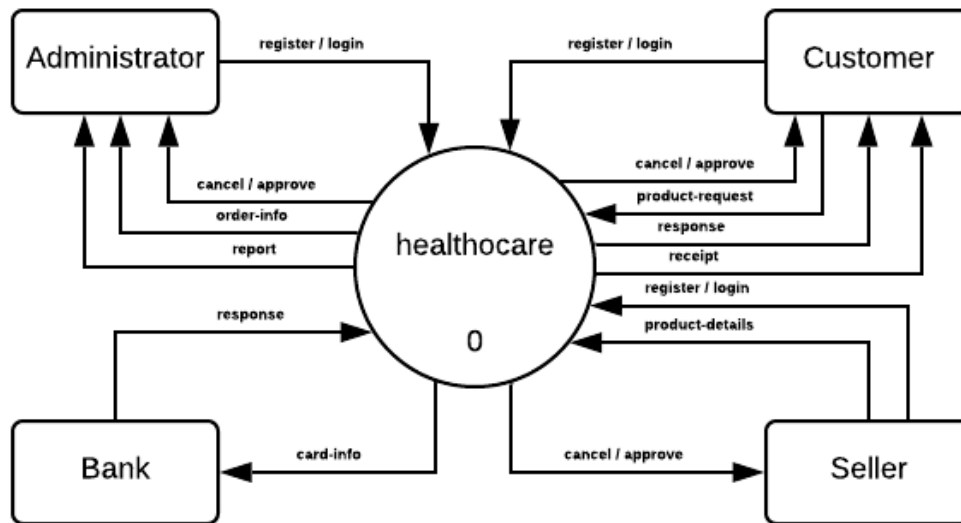 register / login
register / login
Administrator
Customer
cancel / approve
cancel / approve
product-request
order-info
response
report
healthocare
receipt
register / login
response
product-details
0
Bank
card-info
cancel / approve
Seller